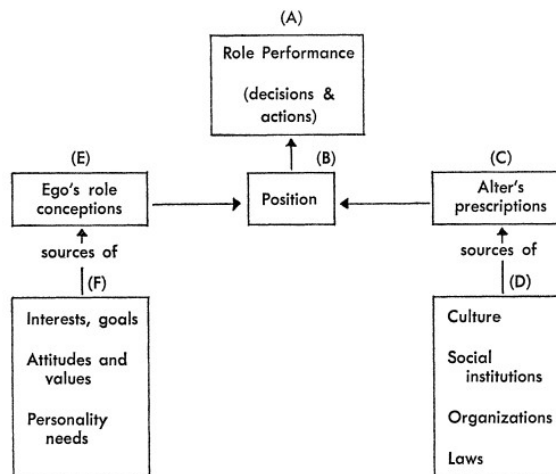 (A)
Role Performance
(decisions &
actions)
(E)
(B)
(C)
Ego's role
conceptions
Position
Alter's
prescriptions
sources of
sources of
(F)
(D)
Interests, goals
Attitudes and
values
Personality
needs
Culture
Social
institutions
Organizations
Laws